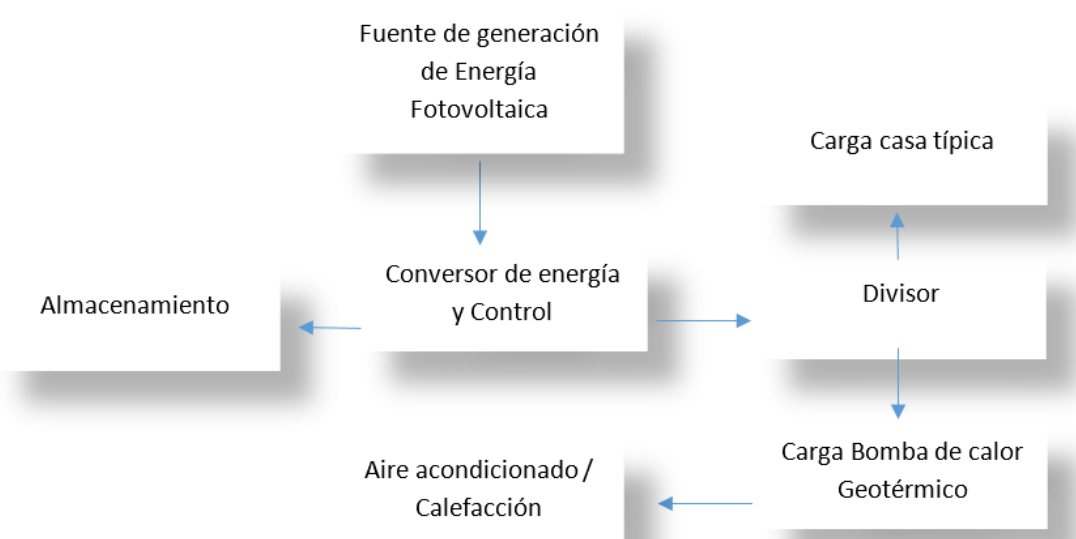 Fuente de generación
de Energía
Fotovoltaica
Carga casa típica
Almacenamiento
Conversor de energía
y Control
Divisor
Aire acondicionado /
Calefacción
Carga Bomba de calor
Geotérmico